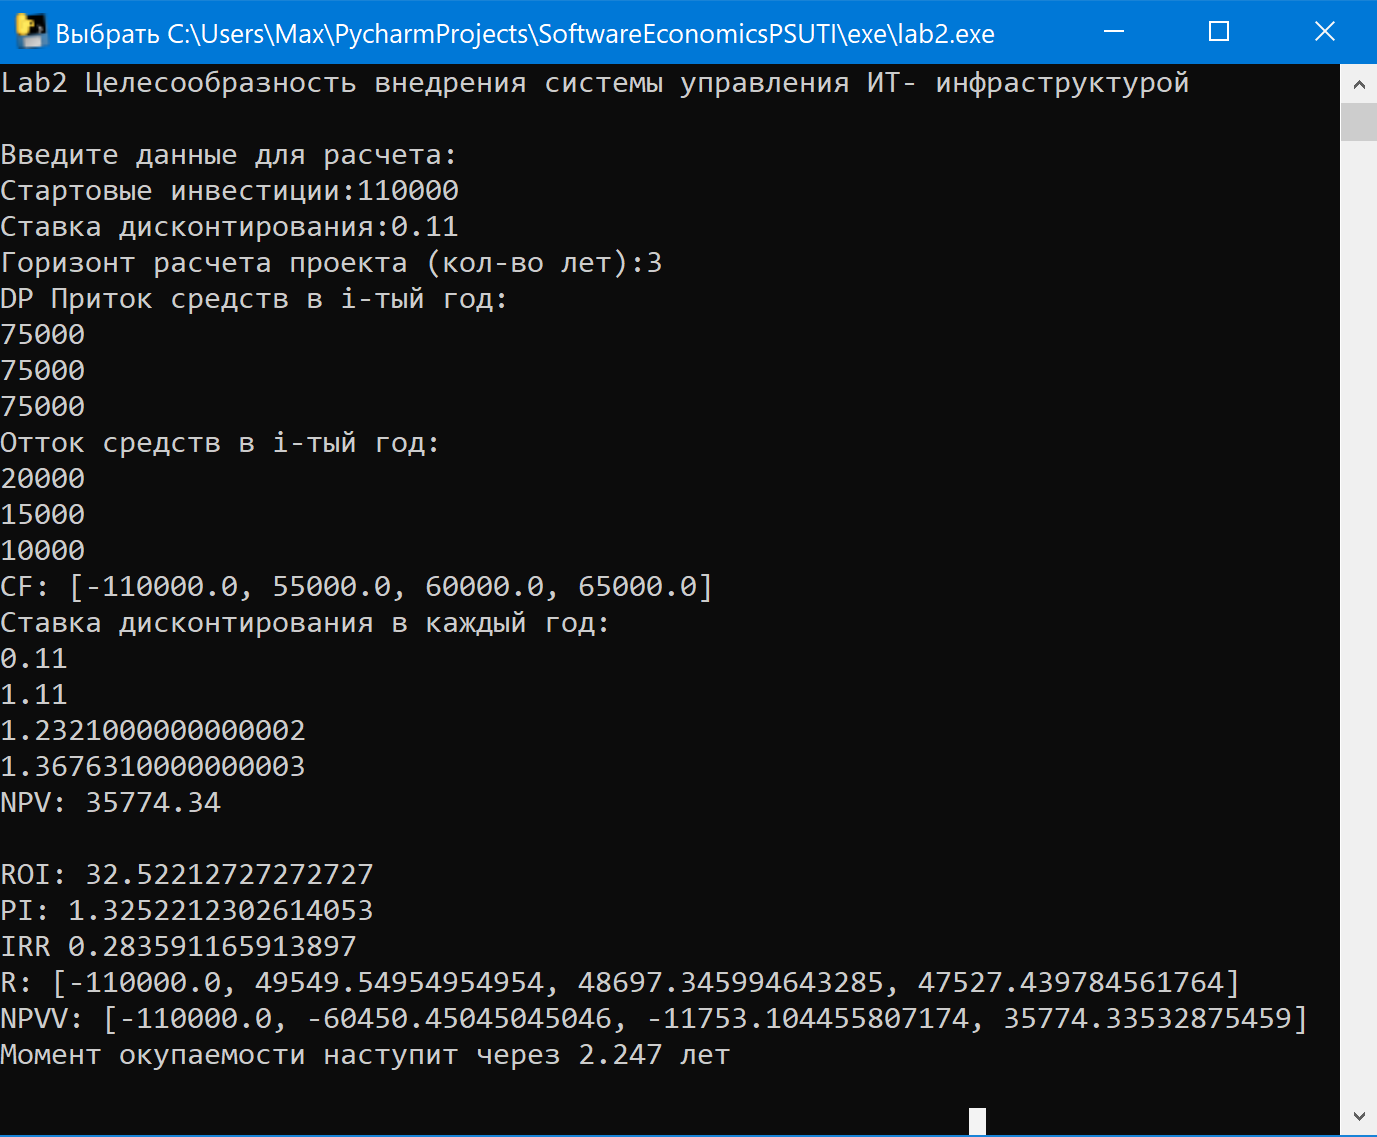 Выбрать C:\Users\Max\PycharmProjects\SoftwareEconomicsPSUTI\exe\lab2.exe
Lab2 Целесообразность внедрения системы управления ИТ- инфраструктурой
Введите данные для расчета:
Стартовые инвестиции:110000
Ставка дисконтирования:0.11
Горизонт расчета проекта (кол-во лет):3
DP Приток средств в i-тый год:
75000
75000
75000
Отток средств в i-тый год:
20000
15000
10000
CF: [-110000.0, 55000.0, 60000.0, 65000.0]
Ставка дисконтирования в каждый год:
0.11
1.11
1.2321000000000002
1.3676310000000003
NPV: 35774.34
ROI: 32.52212727272727
PI: 1.3252212302614053
IRR 0.283591165913897
R: [-110000.0, 49549.54954954954, 48697.345994643285, 47527.439784561764]
NPVV: [-110000.0, -60450.45045045046, -11753.104455807174, 35774.33532875459]
Момент окупаемости наступит через 2.247 лет